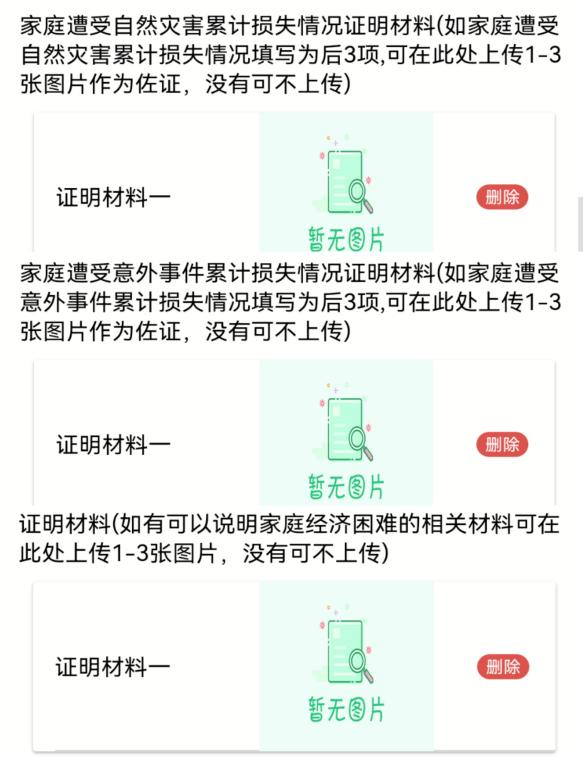 家庭遭受自然灾害累计损失情况证明材料(如家庭遭受
自然灾害累计损失情况填写为后3项,可在此处上传1-3
张图片作为佐证，没有可不上传)
证明材料一
暂无图片
删除
家庭遭受意外事件累计损失情况证明材料(如家庭遭受
意外事件累计损失情况填写为后3项,可在此处上传1-3
张图片作为佐证，没有可不上传)
证明材料一
暂无图片
删除
证明材料(如有可以说明家庭经济困难的相关材料可在
此处上传1-3张图片，没有可不上传)
证明材料一
暂无图片
删除